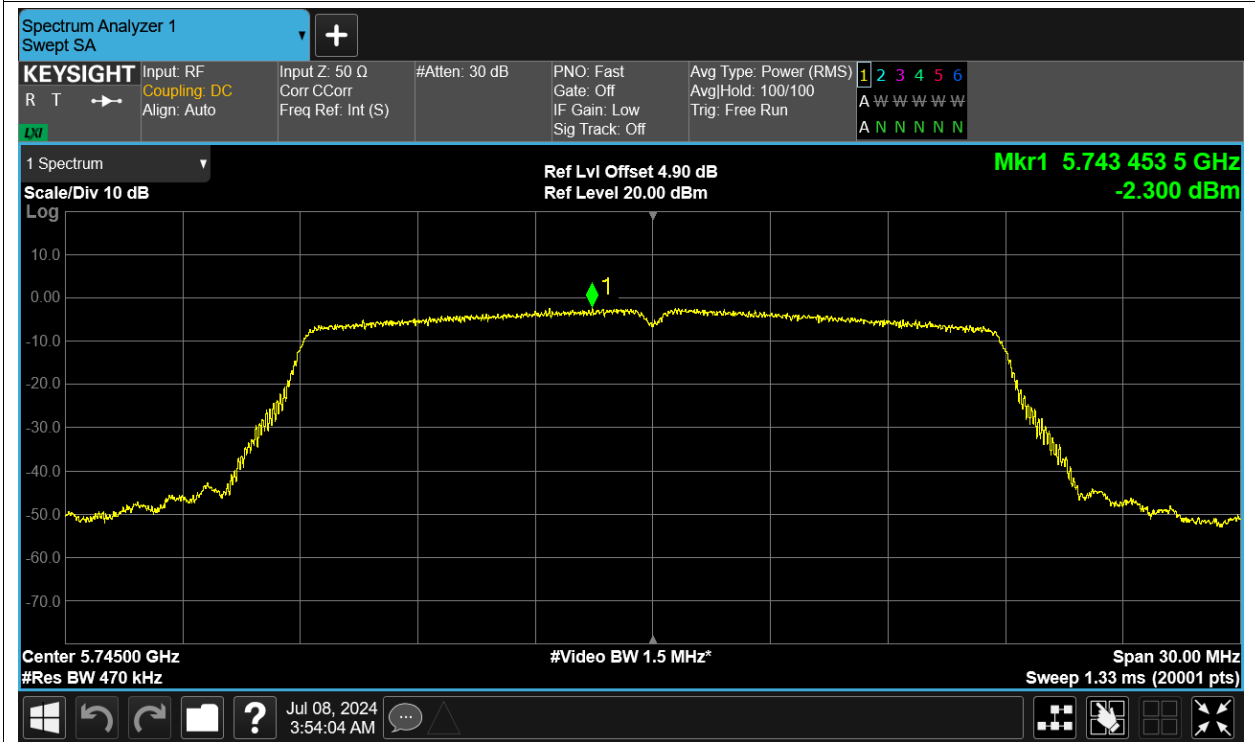 Spectrum Analyzer 1
Swept SA
+
KEYSIGHT
R T
LXI
Input: RF
Coupling: DC
Align: Auto
Input Z: 50 Ω
Corr CCorr
Freq Ref: Int (S)
#Atten: 30 dB
PNO: Fast
Gate: Off
IF Gain: Low
Sig Track: Off
Avg Type: Power (RMS)
Avg|Hold: 100/100
Trig: Free Run
1 2 3 4 5 6
A W W W W W
A N N N N N
1 Spectrum
Scale/Div 10 dB
Log
Ref Lvl Offset 4.90 dB
Ref Level 20.00 dBm
Mkr1 5.743 453 5 GHz
-2.300 dBm
10.0
0.00
-10.0
-20.0
-30.0
-40.0
-50.0
-60.0
-70.0
1
Center 5.74500 GHz
#Res BW 470 kHz
#Video BW 1.5 MHz*
Span 30.00 MHz
Sweep 1.33 ms (20001 pts)
?
Jul 08, 2024
3:54:04 AM